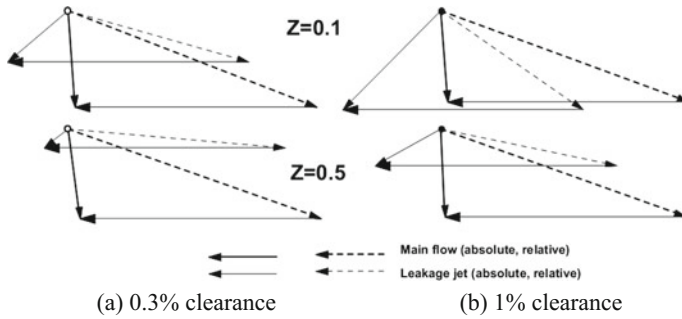 Z=0.1
Z=0.5
Main flow (absolute, relative)
Leakage jet (absolute, relative)
(a) 0.3% clearance
(b) 1% clearance